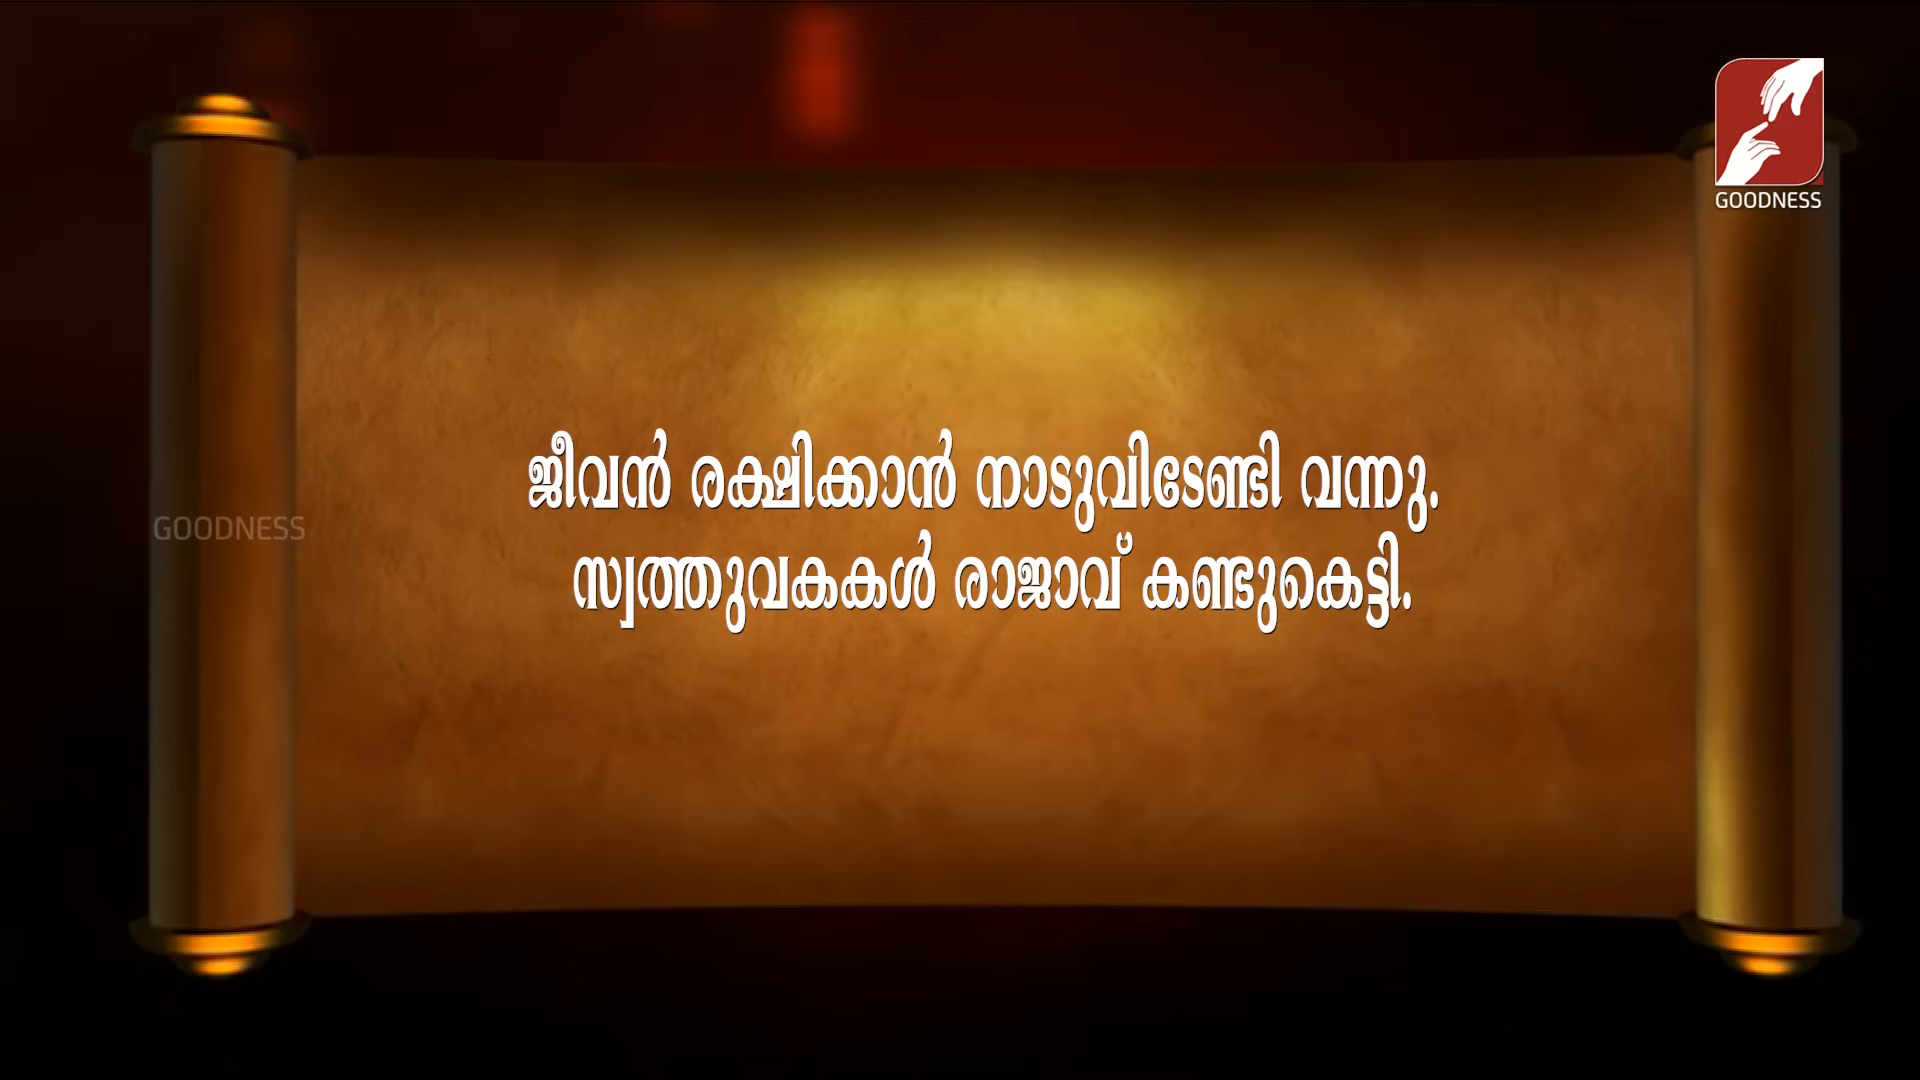 GOODNESS
ജീവൻ രക്ഷിക്കാൻ നാടുവിടേണ്ടി വന്നു.
GOODNESS
സ്വത്തുവകകൾ രാജാവ് കണ്ടുകെട്ടി.